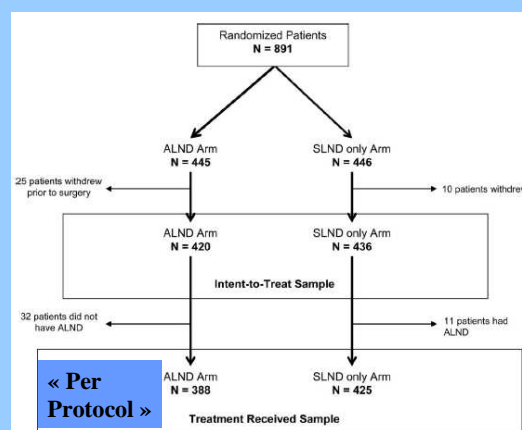 Randomized Patients
N = 891
ALND Arm
N = 445
SLND only Arm
N = 446
25 patients withdrew
prior to surgery
10 patients withdrew
ALND Arm
N = 420
SLND only Arm
N = 436
Intent-to-Treat Sample
32 patients did not
have ALND
11 patients had
ALND
« Per
Protocol »
ALND Arm
N = 388
SLND only Arm
N = 425
Treatment Received Sample